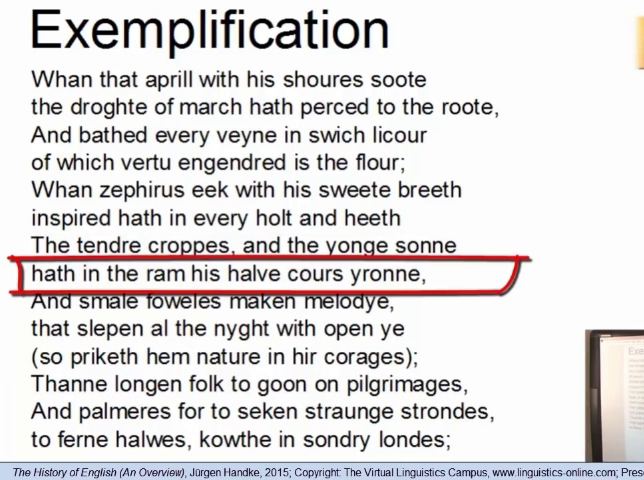 Exemplification
Whan that aprill with his shoures soote
the droghte of march hath perced to the roote,
And bathed every veyne in swich licour
of which vertu engendred is the flour;
Whan zephirus eek with his sweete breeth
inspired hath in every holt and heeth
The tendre croppes, and the yonge sonne
hath in the ram his halve cours yronne,
And smale foweles maken melodye,
that slepen al the nyght with open ye
(so priketh hem nature in hir corages);
Thanne longen folk to goon on pilgrimages,
And palmeres for to seken straunge strondes,
to ferne halwes, kowthe in sondry londes;
The History of English (An Overview), Jürgen Handke, 2015; Copyright: The Virtual Linguistics Campus, www.linguistics-online.com; Pres